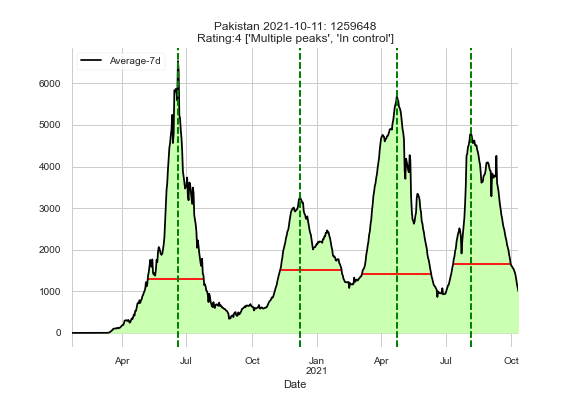 Pakistan 2021-10-11: 1259648
Rating:4 ['Multiple peaks', 'In control']
Average-7d
6000
5000
4000
3000
2000
1000
0
Apr Jul Oct Jan Apr Jul Oct
2021
Date